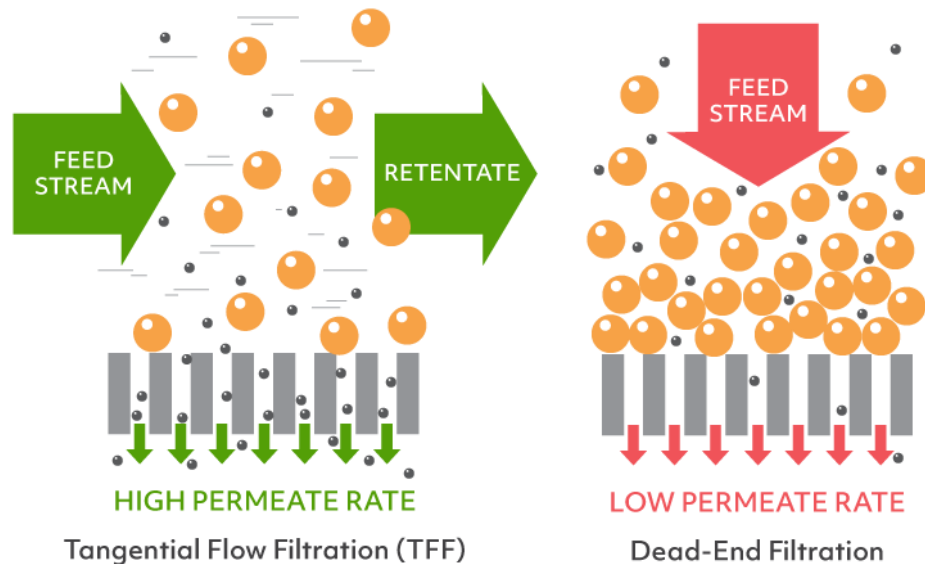 FEED
STREAM
RETENTATE
HIGH PERMEATE RATE
Tangential Flow Filtration (TFF)
FEED
STREAM
LOW PERMEATE RATE
Dead-End Filtration